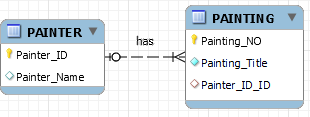 PAINTER
Painter_ID
Painter_Name
has
PAINTING
Painting_NO
Painting_Title
Painter_ID_ID